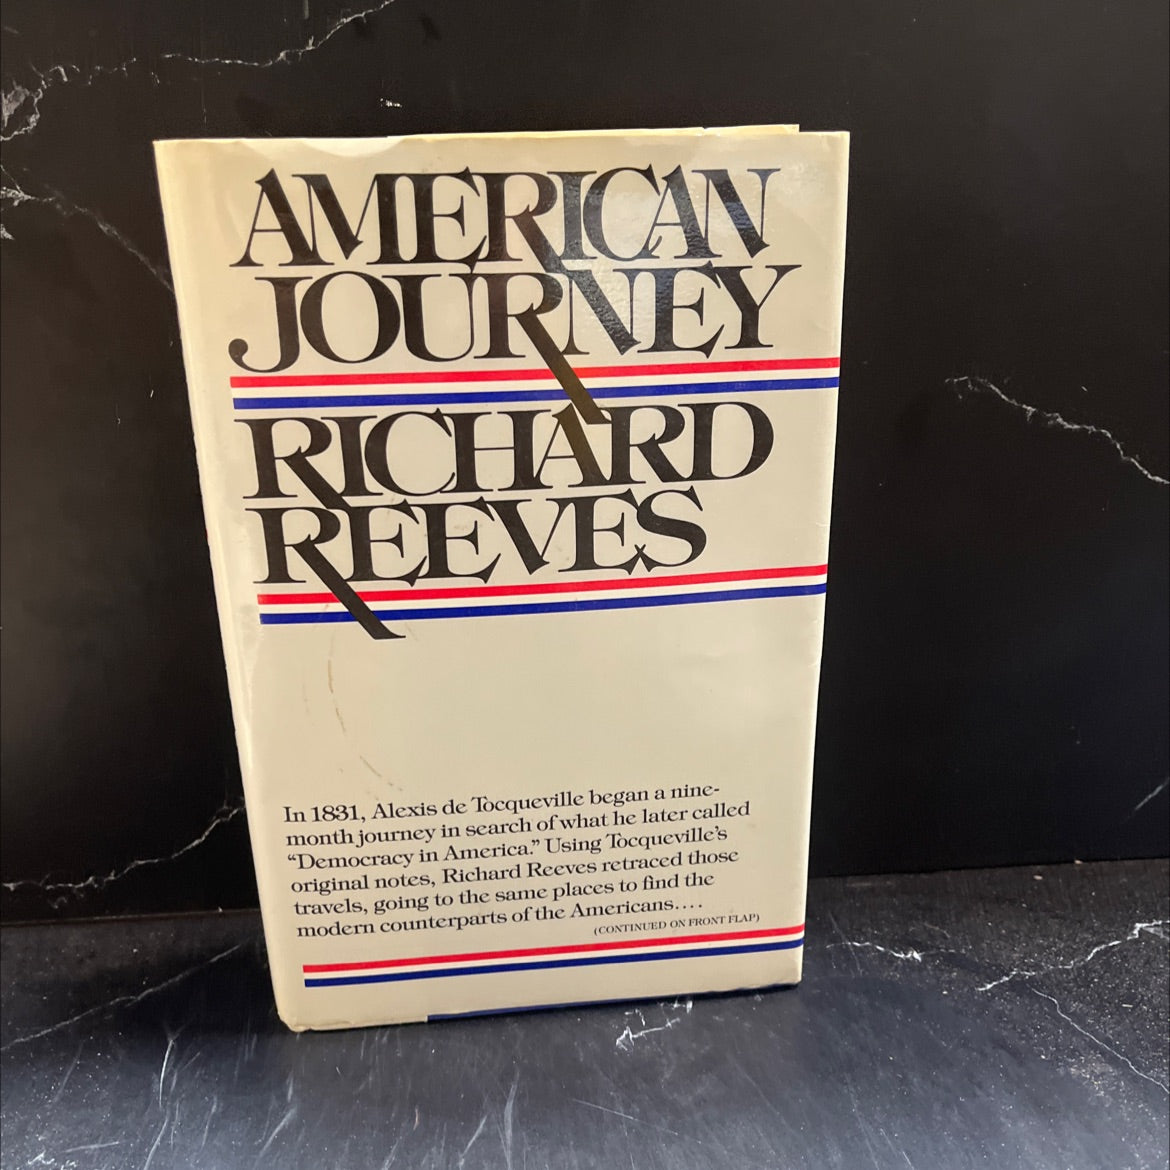 AMERICAN
JOURNEY
RICHARD
REEVES
In 1831, Alexis de Tocqueville began a nine-
month journey in search of what he later called
“Democracy in America.” Using Tocqueville’s
original notes, Richard Reeves retraced those
travels, going to the same places to find the
modern counterparts of the Americans....
(CONTINUED ON FRONT FLAP)